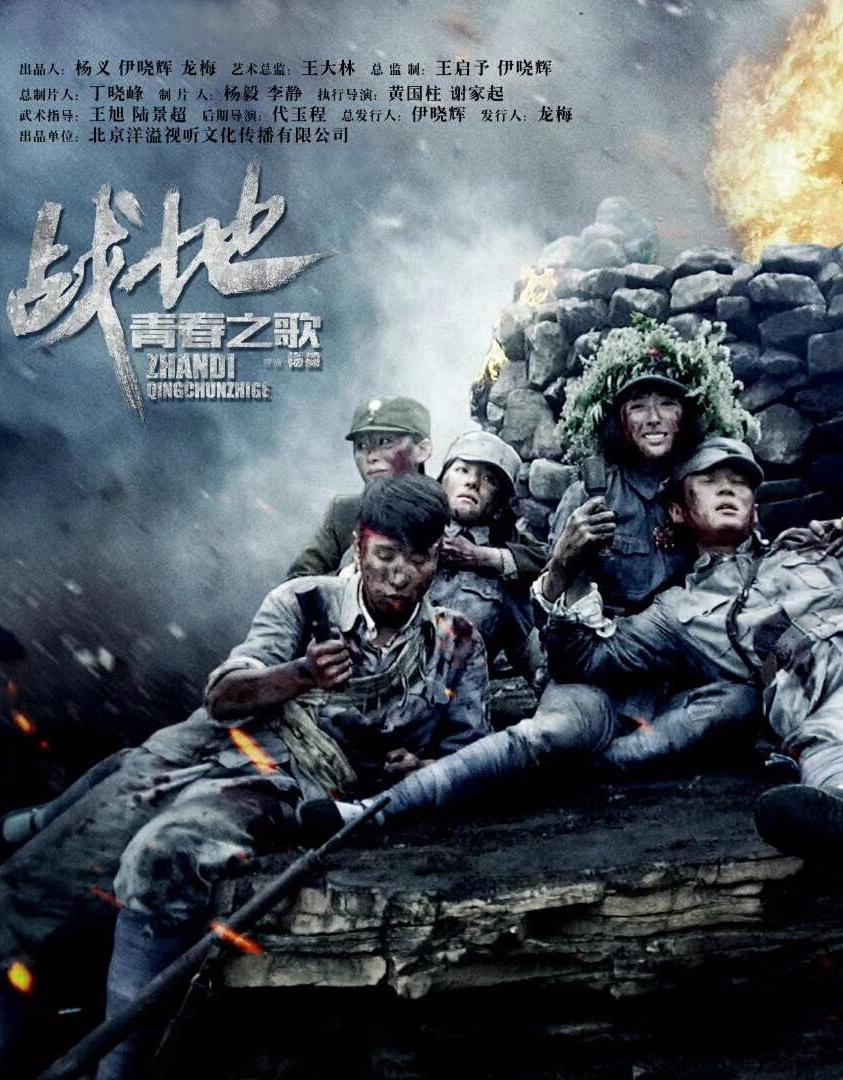 出品人：杨义 伊晓辉 龙梅 艺术总监：王大林 总 监 制：王启予 伊晓辉
总制片人：丁晓峰 制 片 人：杨毅 李静 执行导演：黄国柱 谢家起
武术指导：王旭 陆景超 后期导演：代玉程 总发行人：伊晓辉 发行人：龙梅
出品单位：北京洋溢视听文化传播有限公司
战地
青春之歌
ZHANDI
导演
QINGCHUNZHIGE